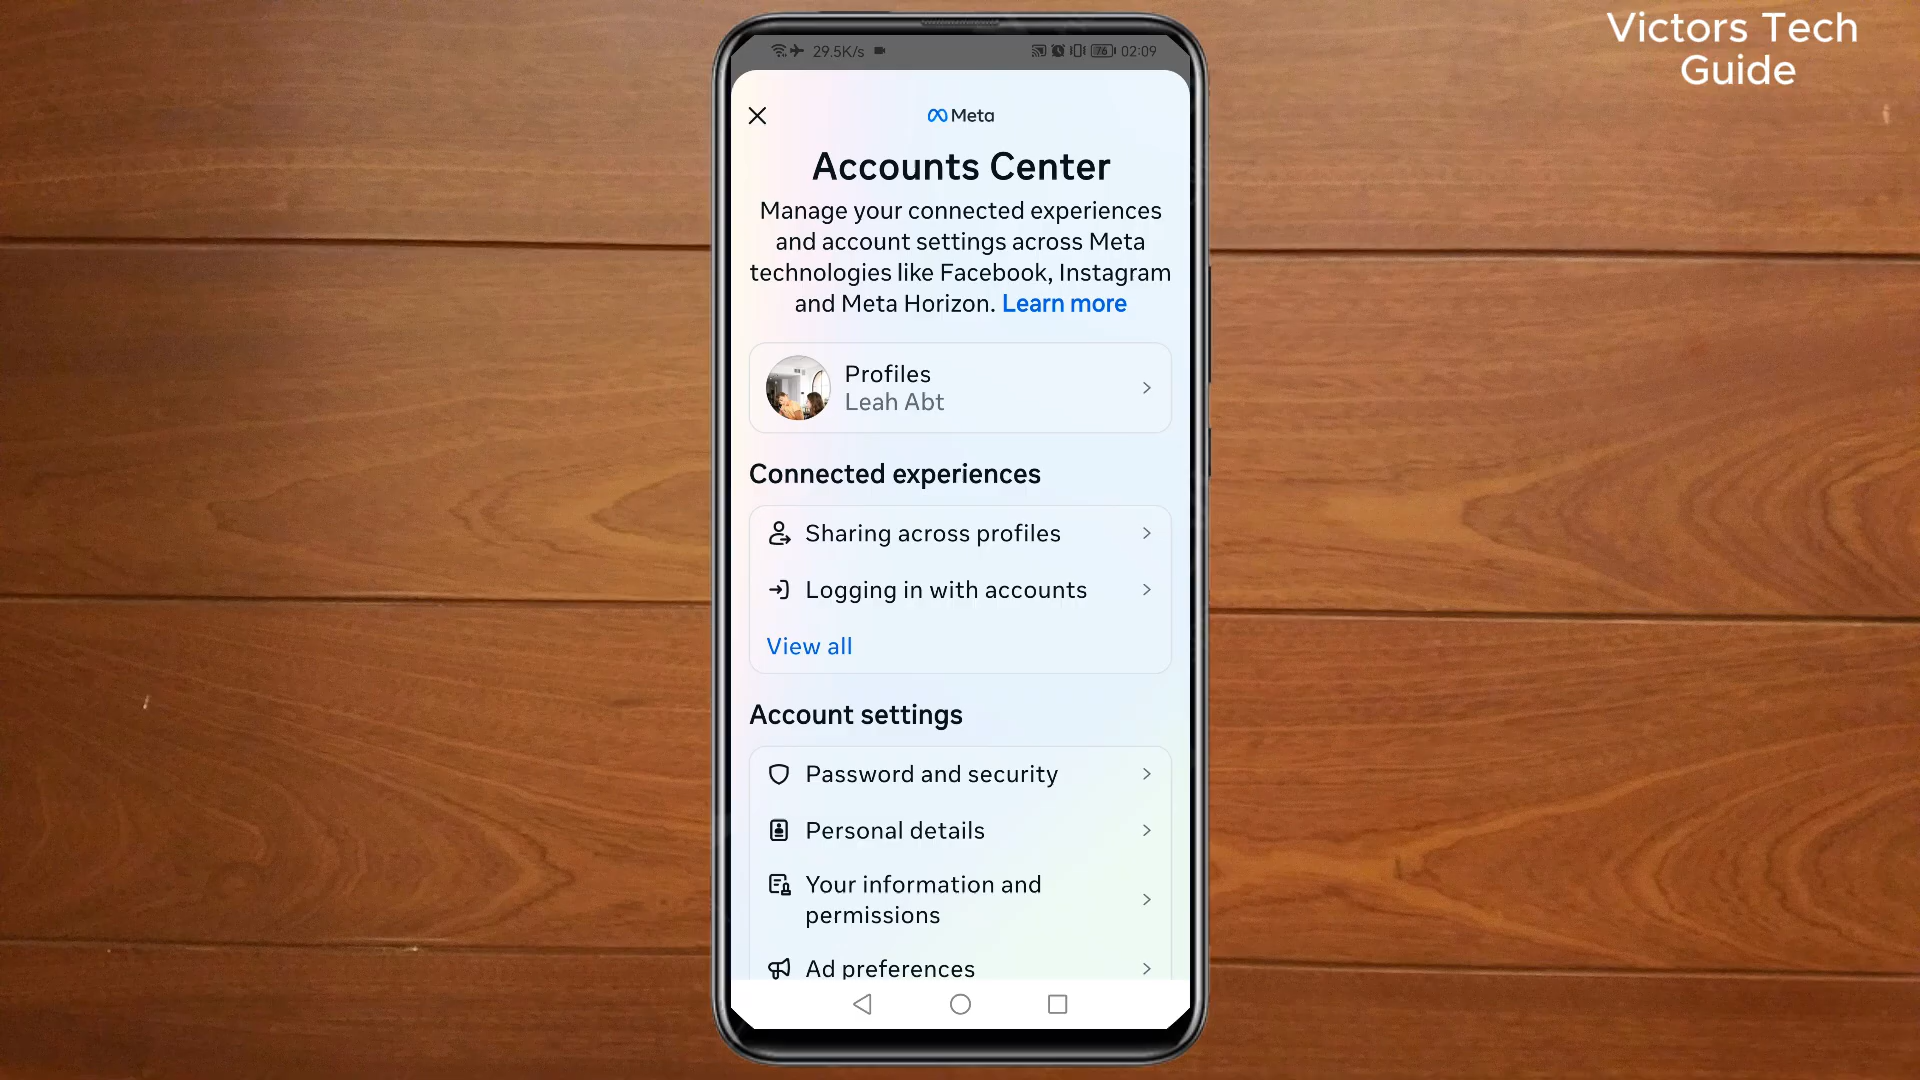 Victors Tech
Guide
29.5K/s
76
02:09
Meta
Accounts Center
Manage your connected experiences
and account settings across Meta
technologies like Facebook, Instagram
and Meta Horizon. Learn more
Profiles
Leah Abt
Connected experiences
Sharing across profiles
Logging in with accounts
View all
Account settings
Password and security
Personal details
Your information and
permissions
Ad preferences